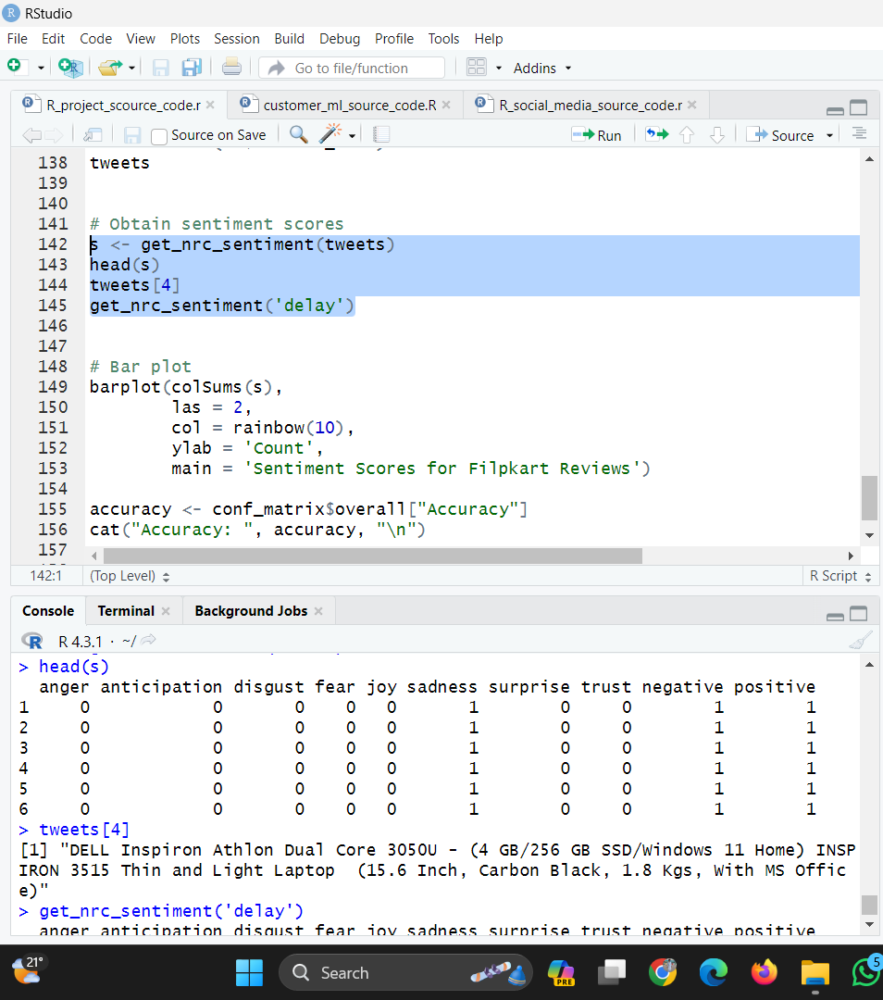 RStudio
File Edit Code View Plots Session Build Debug Profile Tools Help
Go to file/function Addins
R_project_scource_code.r customer_ml_source_code.R R_social_media_source_code.r
Source on Save Run Source
138 tweets
139
140
141 # Obtain sentiment scores
142 s <- get_nrc_sentiment(tweets)
143 head(s)
144 tweets[4]
145 get_nrc_sentiment('delay')
146
147
148 # Bar plot
149 barplot(colSums(s),
150 las = 2,
151 col = rainbow(10),
152 ylab = 'Count',
153 main = 'Sentiment Scores for Filpkart Reviews')
154
155 accuracy <- conf_matrix$overall["Accuracy"]
156 cat("Accuracy: ", accuracy, "\n")
157
142:1 (Top Level) R Script
Console Terminal Background Jobs
R 4.3.1 · ~/
> head(s)
anger anticipation disgust fear joy sadness surprise trust negative positive
1 0 0 0 0 0 1 0 0 1 1
2 0 0 0 0 0 1 0 0 1 1
3 0 0 0 0 0 1 0 0 1 1
4 0 0 0 0 0 1 0 0 1 1
5 0 0 0 0 0 1 0 0 1 1
6 0 0 0 0 0 1 0 0 1 1
> tweets[4]
[1] "DELL Inspiron Athlon Dual Core 3050U - (4 GB/256 GB SSD/Windows 11 Home) INSP
IRON 3515 Thin and Light Laptop (15.6 Inch, Carbon Black, 1.8 Kgs, With MS Offic
e)"
> get_nrc_sentiment('delay')
anger anticipation disgust fear joy sadness surprise trust negative positive
21° Search PRE 5